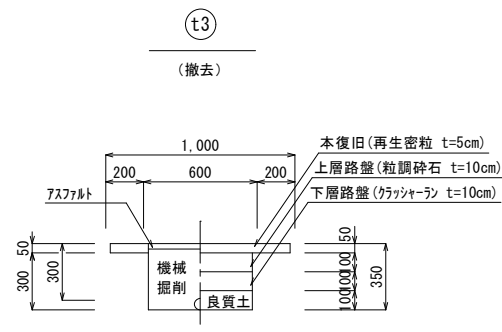 t3
(撤去)
本復旧(再生密粒 t=5cm)
1,000
上層路盤(粒調砕石 t=10cm)
200
600
200
下層路盤(クラッシャーラン t=10cm)
アスファルト
50
300
300
機械
掘削
良質土
50
100
100
100
350